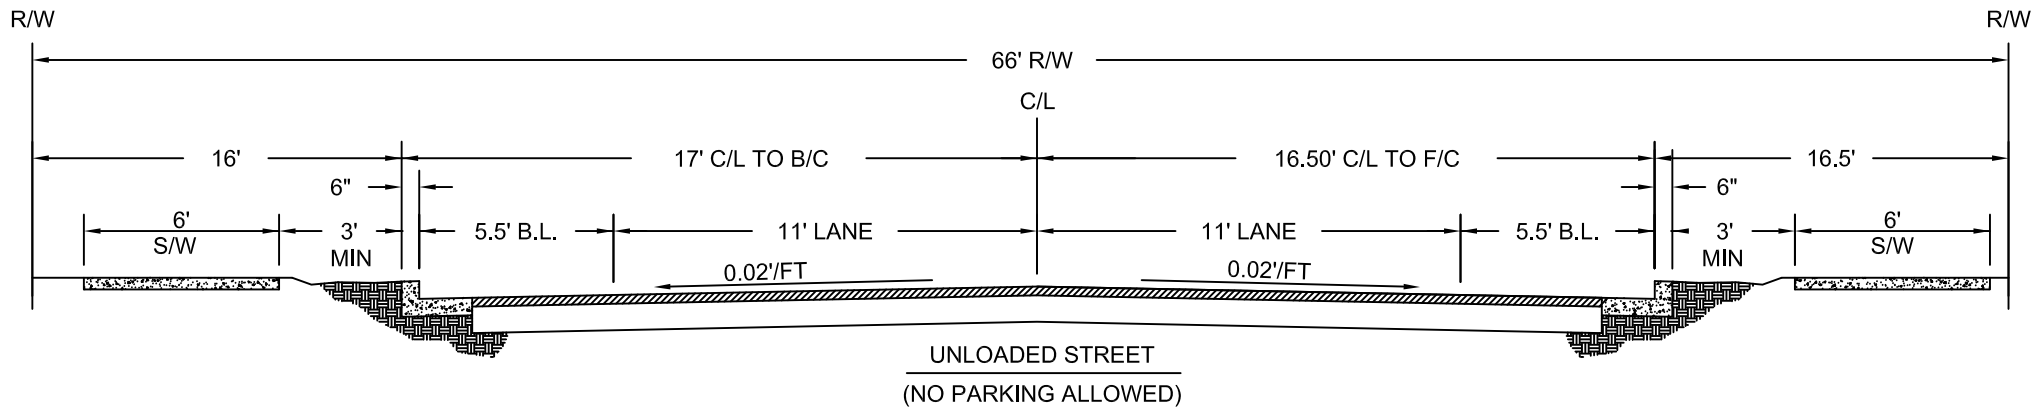 R/W
R/W
66' R/W
C/L
16'
17' C/L TO B/C
16.50' C/L TO F/C
16.5'
6"
6"
6'
S/W
3'
MIN
5.5' B.L.
11' LANE
11' LANE
5.5' B.L.
3'
MIN
6'
S/W
0.02'/FT
0.02'/FT
UNLOADED STREET
(NO PARKING ALLOWED)